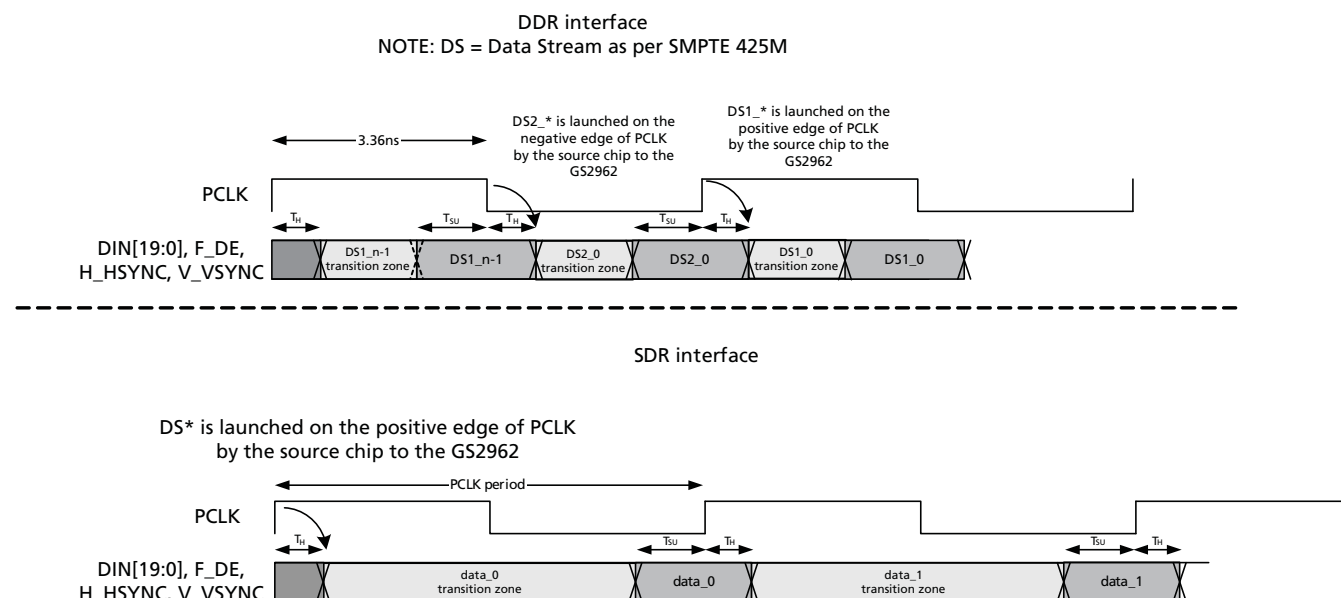 DDR interface
NOTE: DS = Data Stream as per SMPTE 425M
3.36ns
DS2_* is launched on the
negative edge of PCLK
by the source chip to the
GS2962
DS1_* is launched on the
positive edge of PCLK
by the source chip to the
GS2962
PCLK
TH
TSU
TH
TSU
TH
DIN[19:0], F_DE,
H_HSYNC, V_VSYNC
DS1_n-1
transition zone
DS1_n-1
DS2_0
transition zone
DS2_0
DS1_0
transition zone
DS1_0
SDR interface
DS* is launched on the positive edge of PCLK
by the source chip to the GS2962
PCLK period
PCLK
TH
TSU
TH
TSU
TH
DIN[19:0], F_DE,
H_HSYNC, V_VSYNC
data_0
transition zone
data_0
data_1
transition zone
data_1